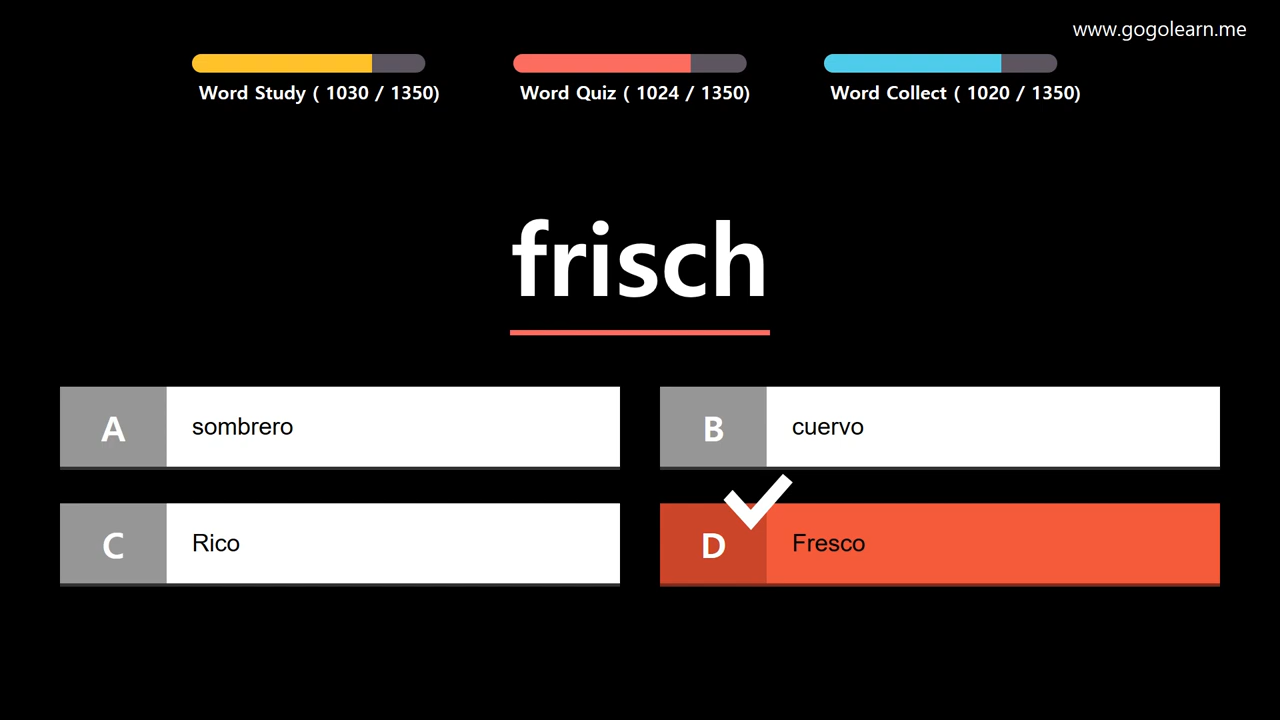 www.gogolearn.me
Word Study ( 1030 / 1350)
Word Quiz ( 1024 / 1350)
Word Collect ( 1020 / 1350)
frisch
A sombrero
B cuervo
C Rico
D Fresco